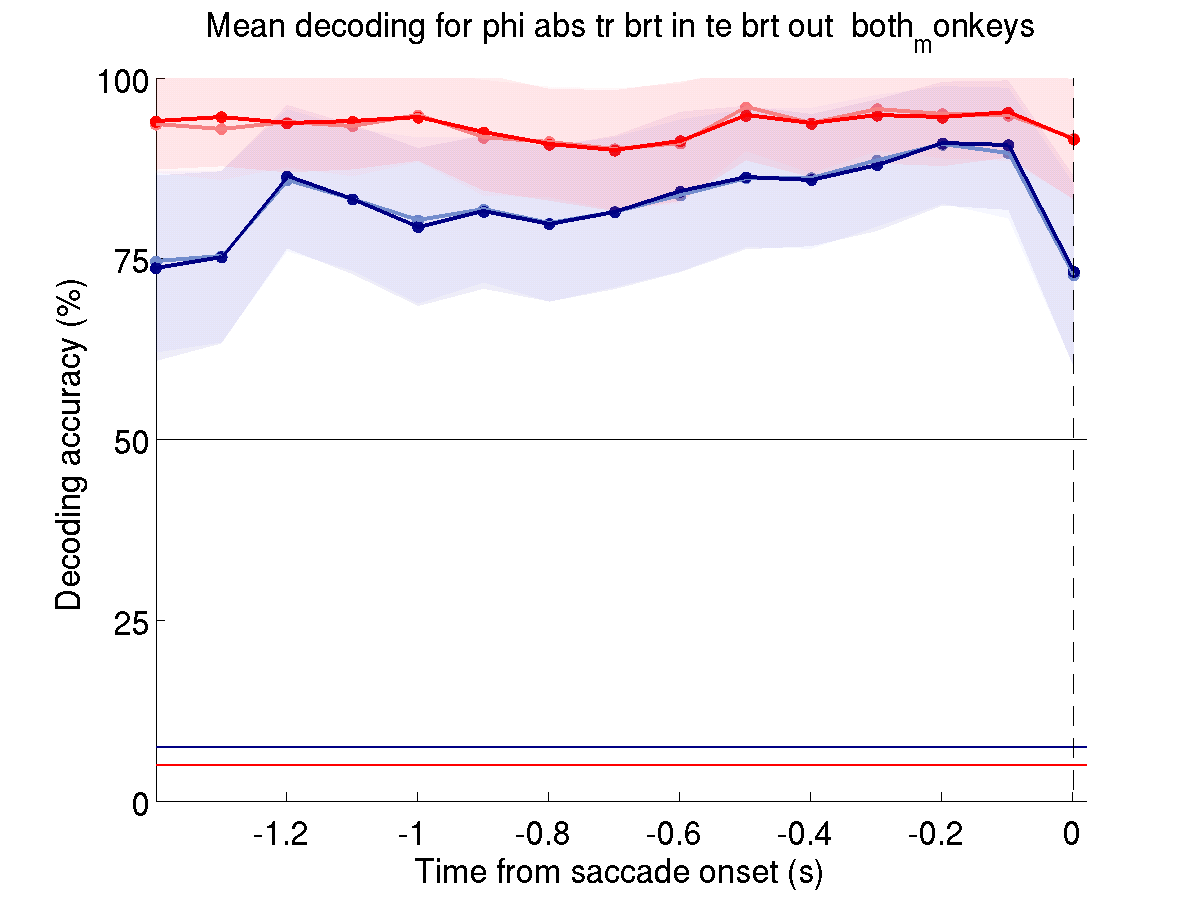 Mean decoding for phi abs tr brt in te brt out both_monkeys
100
75
50
25
0
Decoding accuracy (%)
-1.2 -1 -0.8 -0.6 -0.4 -0.2 0
Time from saccade onset (s)